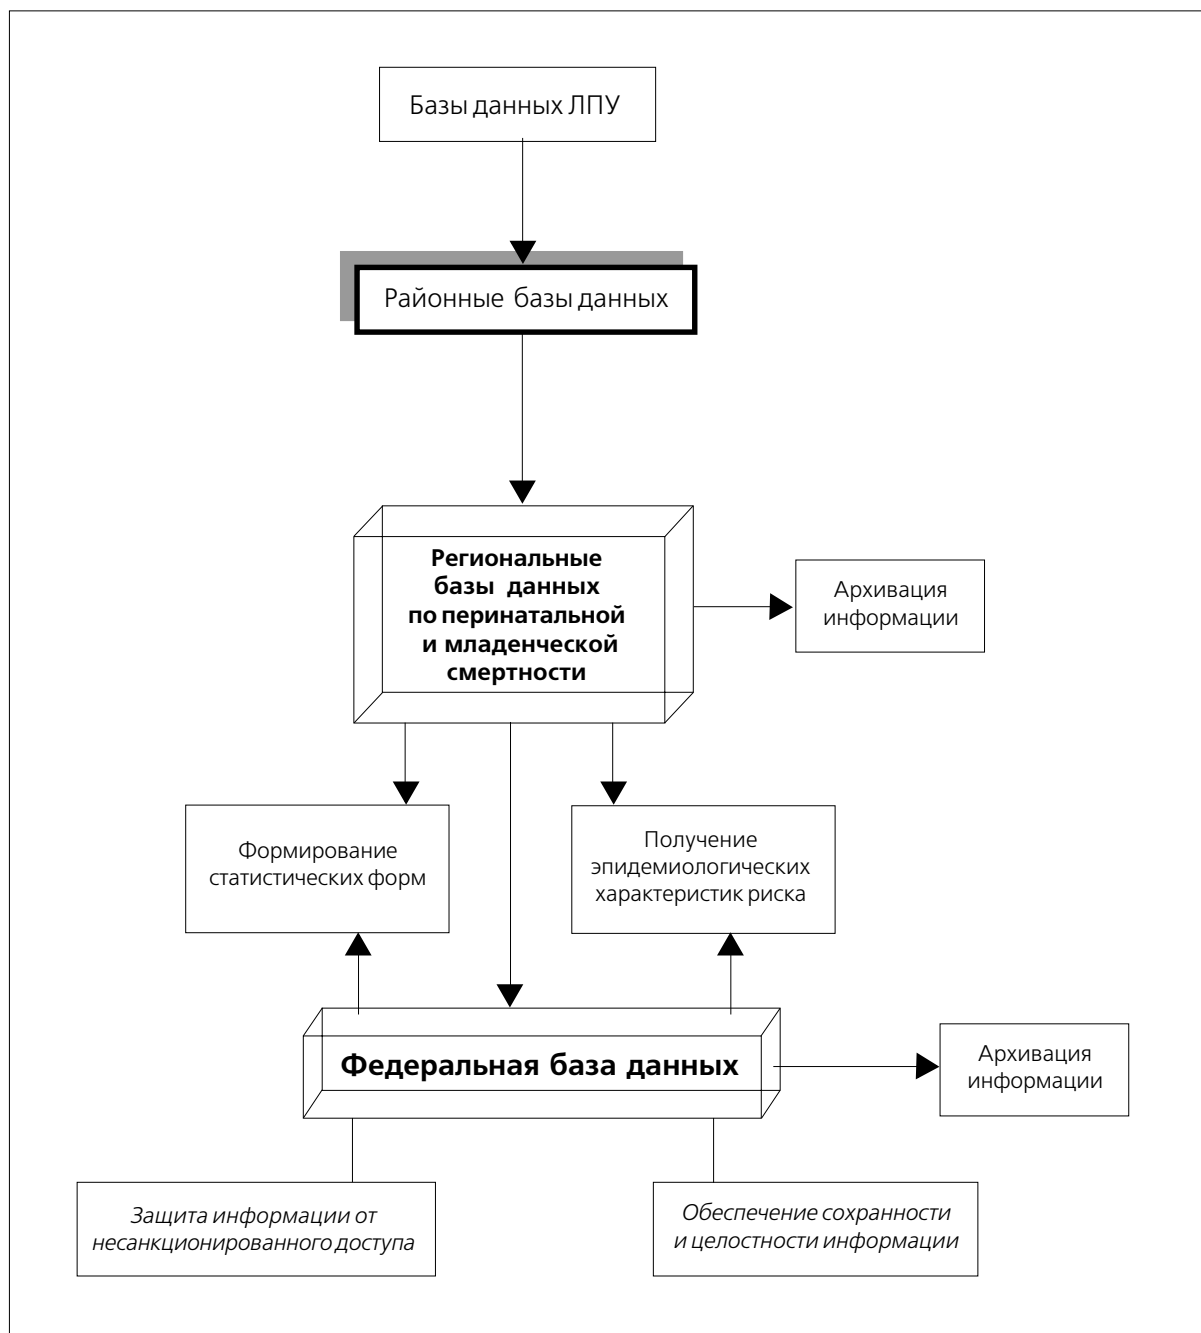 Базы данных ЛПУ
Районные базы данных
Региональные
базы данных
по перинатальной
и младенческой
смертности
Архивация
информации
Формирование
статистических форм
Получение
эпидемиологических
характеристик риска
Федеральная база данных
Архивация
информации
Защита информации от
несанкционированного доступа
Обеспечение сохранности
и целостности информации